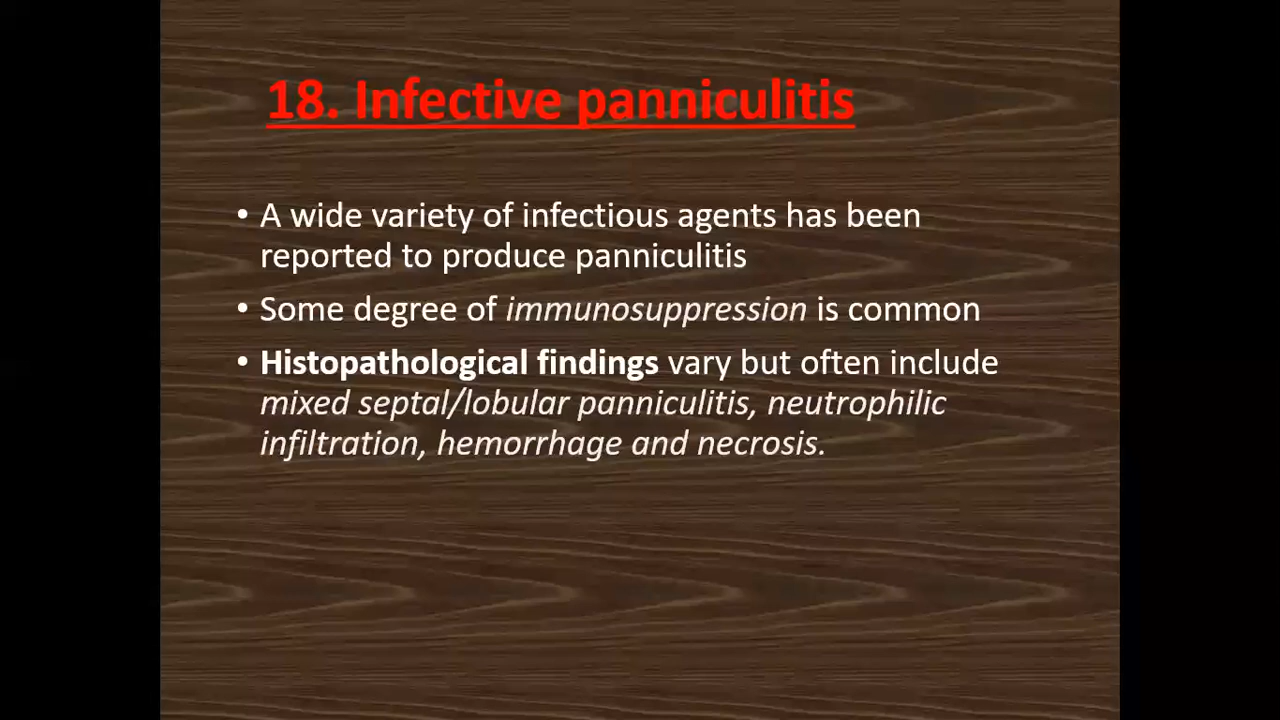 18. Infective panniculitis
• A wide variety of infectious agents has been
reported to produce panniculitis
• Some degree of immunosuppression is common
• Histopathological findings vary but often include
mixed septal/lobular panniculitis, neutrophilic
infiltration, hemorrhage and necrosis.